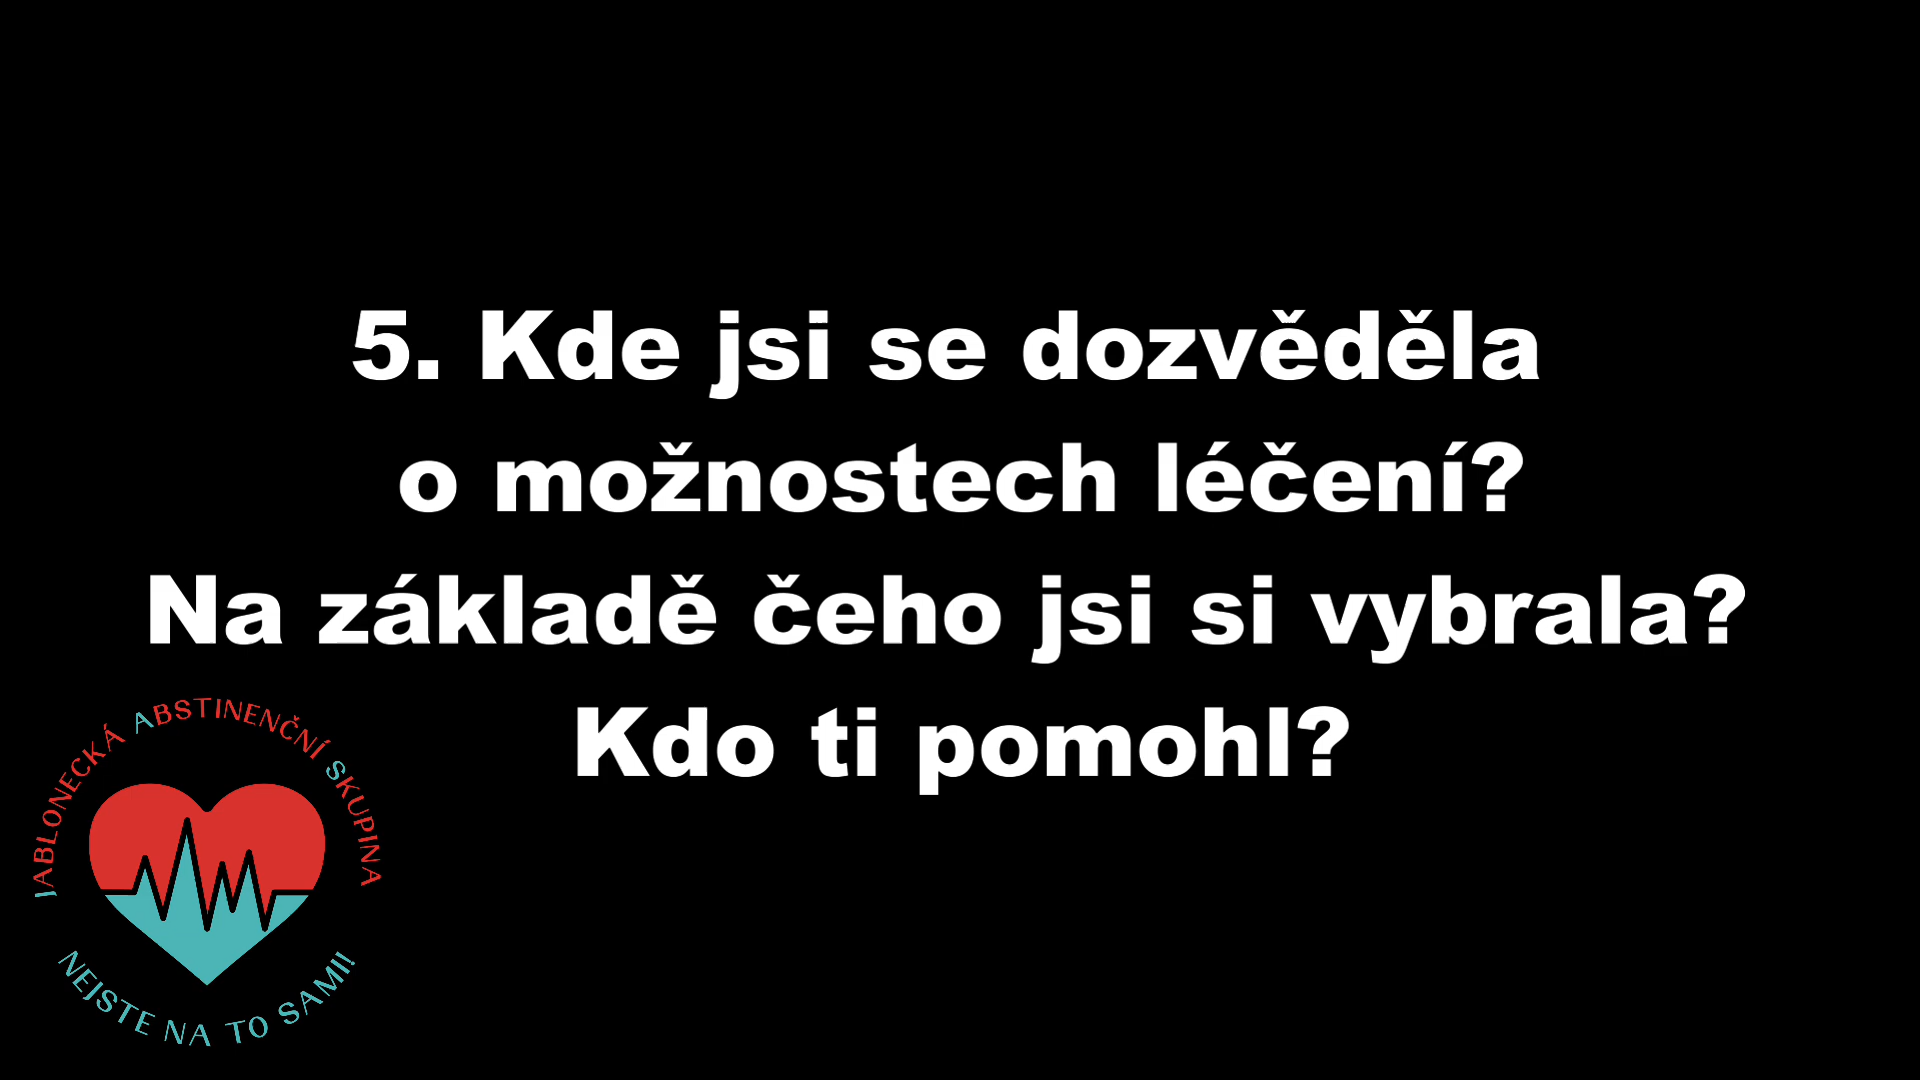 5. Kde jsi se dozvěděla
o možnostech léčení?
Na základě čeho jsi si vybrala?
Kdo ti pomohl?
JABLONECKÁ ABSTINENČNÍ SKUPINA
NEJSTE NA TO SAMI!